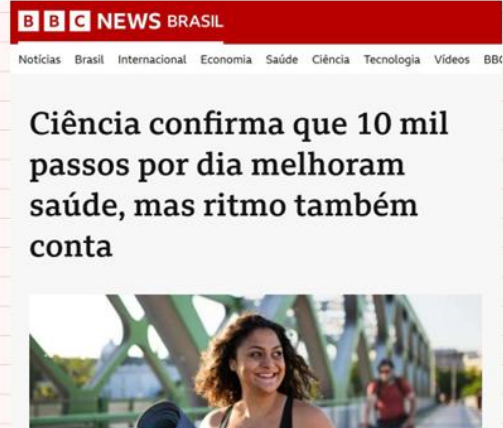 BBC NEWS BRASIL
Notícias Brasil Internacional Economia Saúde Ciência Tecnologia Vídeos BBC
Ciência confirma que 10 mil
passos por dia melhoram
saúde, mas ritmo também
conta